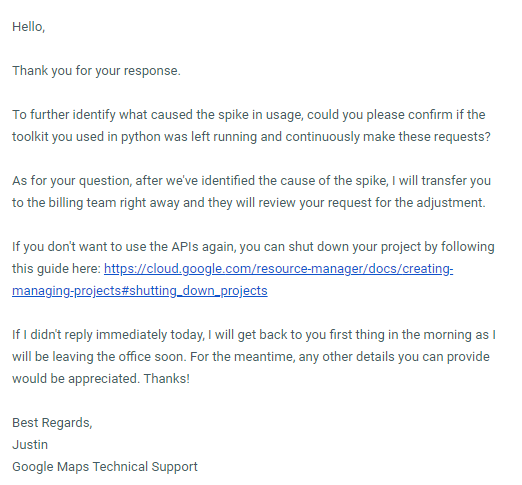 Hello,
Thank you for your response.
To further identify what caused the spike in usage, could you please confirm if the
toolkit you used in python was left running and continuously make these requests?
As for your question, after we've identified the cause of the spike, I will transfer you
to the billing team right away and they will review your request for the adjustment.
If you don't want to use the APIs again, you can shut down your project by following
this guide here: https://cloud.google.com/resource-manager/docs/creating-
managing-projects#shutting_down_projects
If I didn't reply immediately today, I will get back to you first thing in the morning as I
will be leaving the office soon. For the meantime, any other details you can provide
would be appreciated. Thanks!
Best Regards,
Justin
Google Maps Technical Support